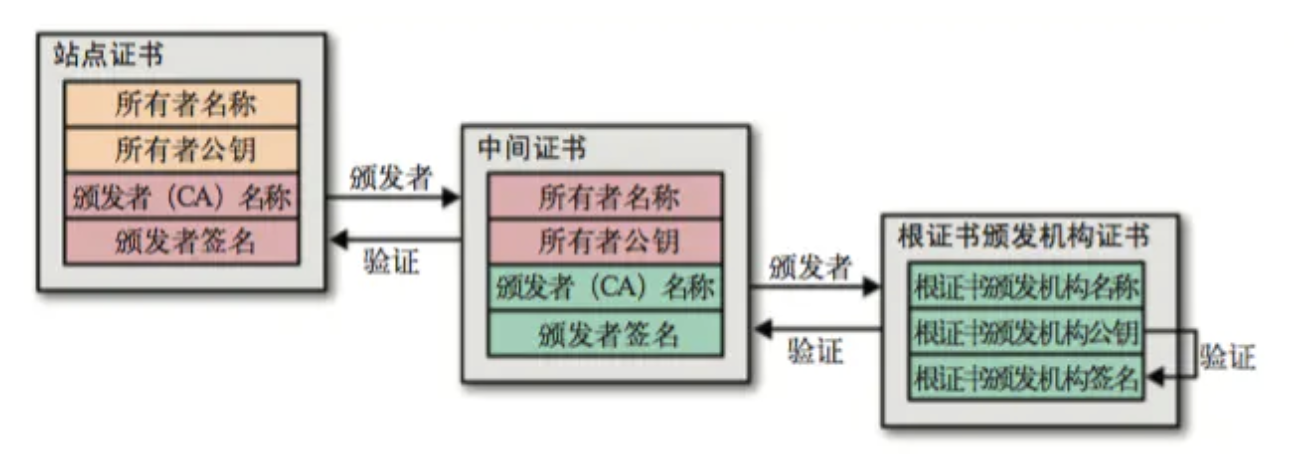 站点证书
所有者名称
所有者公钥
颁发者（CA）名称
颁发者签名
颁发者
验证
中间证书
所有者名称
所有者公钥
颁发者（CA）名称
颁发者签名
颁发者
验证
根证书颁发机构证书
根证书颁发机构名称
根证书颁发机构公钥
根证书颁发机构签名
验证